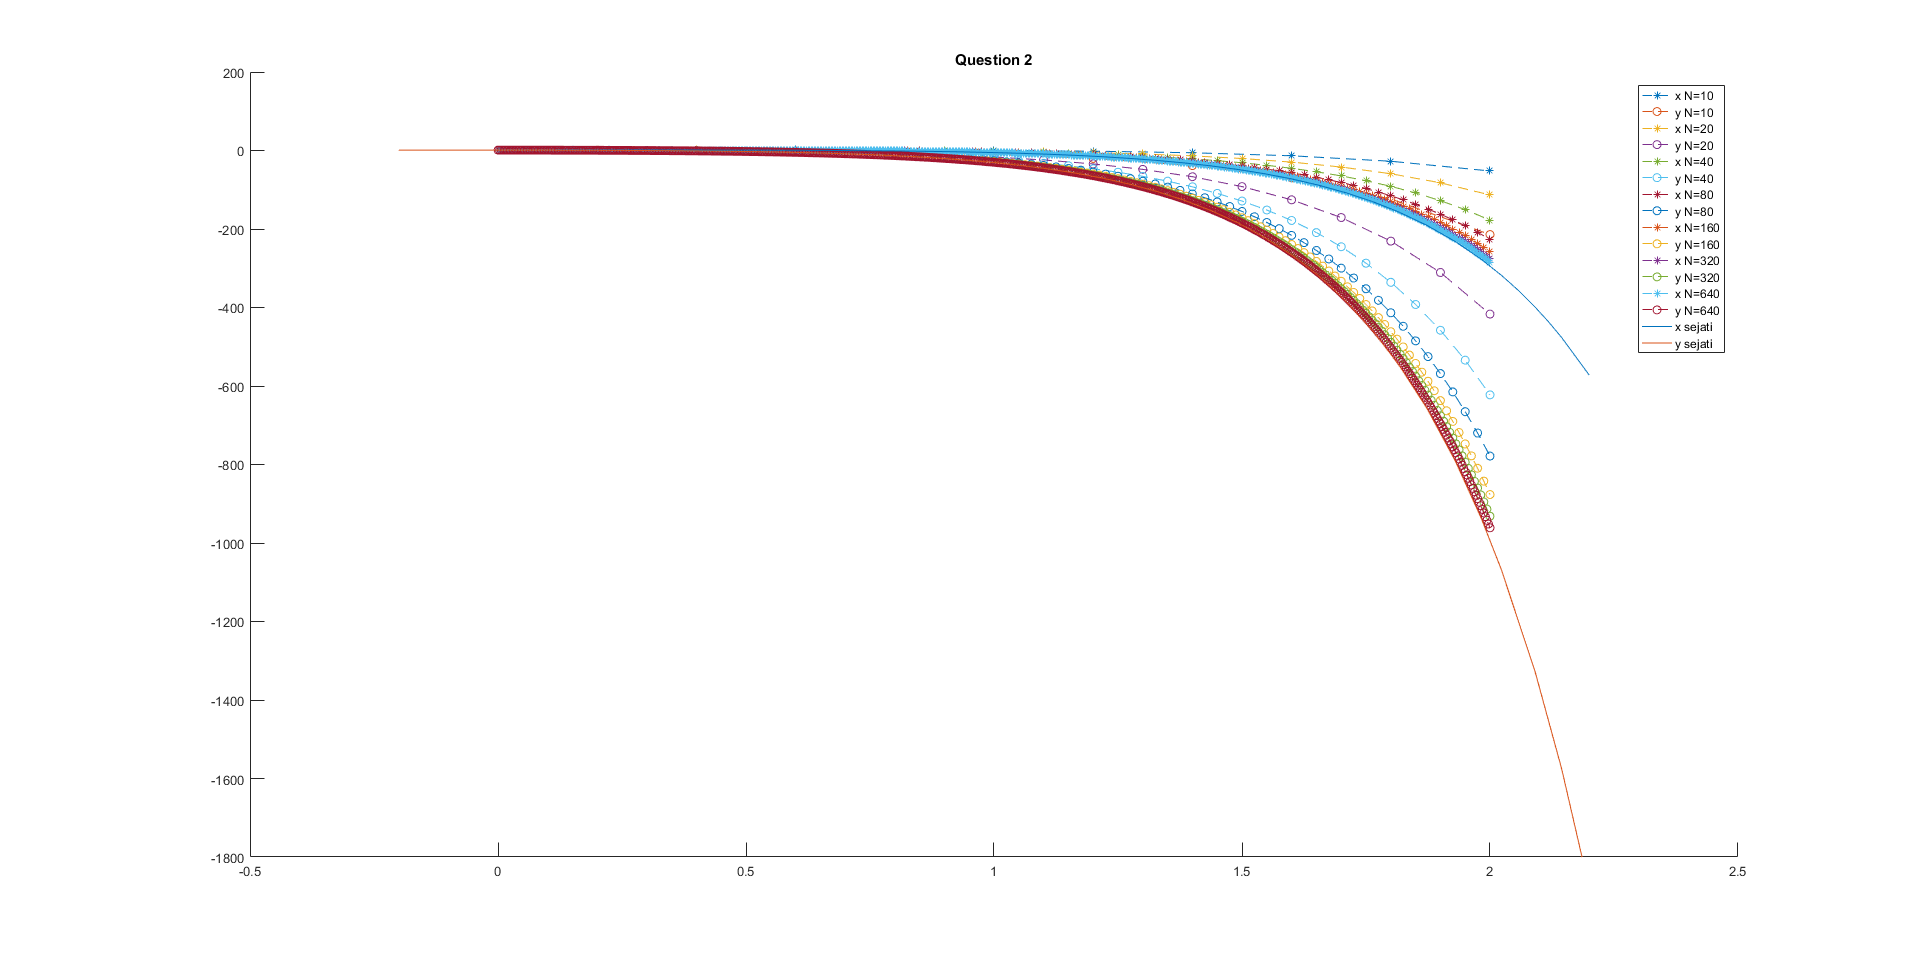 Question 2
200
0
-200
-400
-600
-800
-1000
-1200
-1400
-1600
-1800
-0.5
0
0.5
1
1.5
2
2.5
x N=10
y N=10
x N=20
y N=20
x N=40
y N=40
x N=80
y N=80
x N=160
y N=160
x N=320
y N=320
x N=640
y N=640
x sejati
y sejati